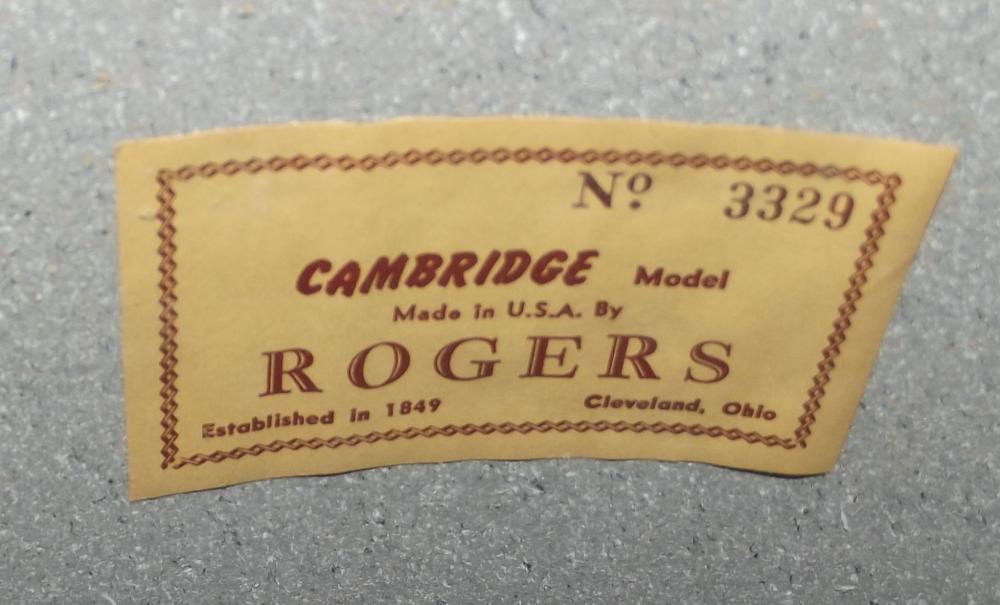 Nº 3329
CAMBRIDGE Model
Made in U.S.A. By
ROGERS
Established in 1849 Cleveland, Ohio